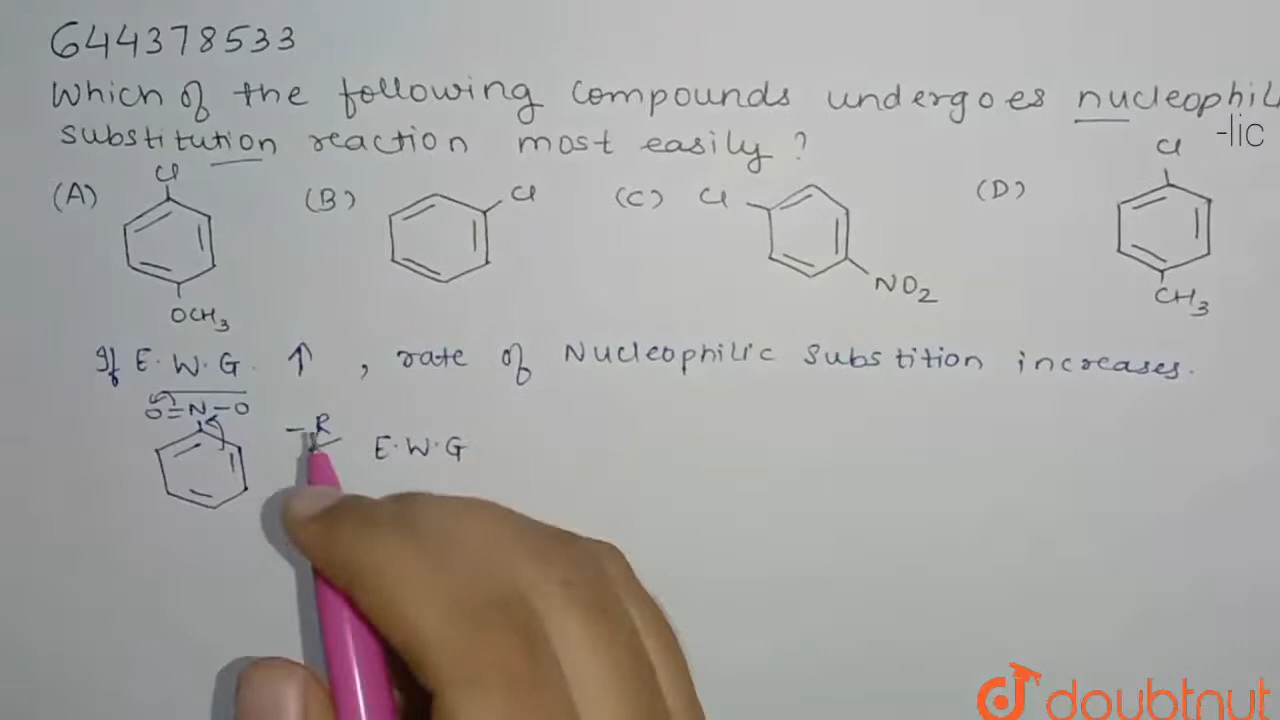 644378533
Which of the following compounds undergoes nucleophil
-lic
substitution reaction most easily ?
(A) Cl OCH3
(B) Cl
(C) Cl NO2
(D) Cl CH3
If E.W.G. ↑ , rate of Nucleophilic Substition increases.
O=N-O
-R E.W.G
doubtnut